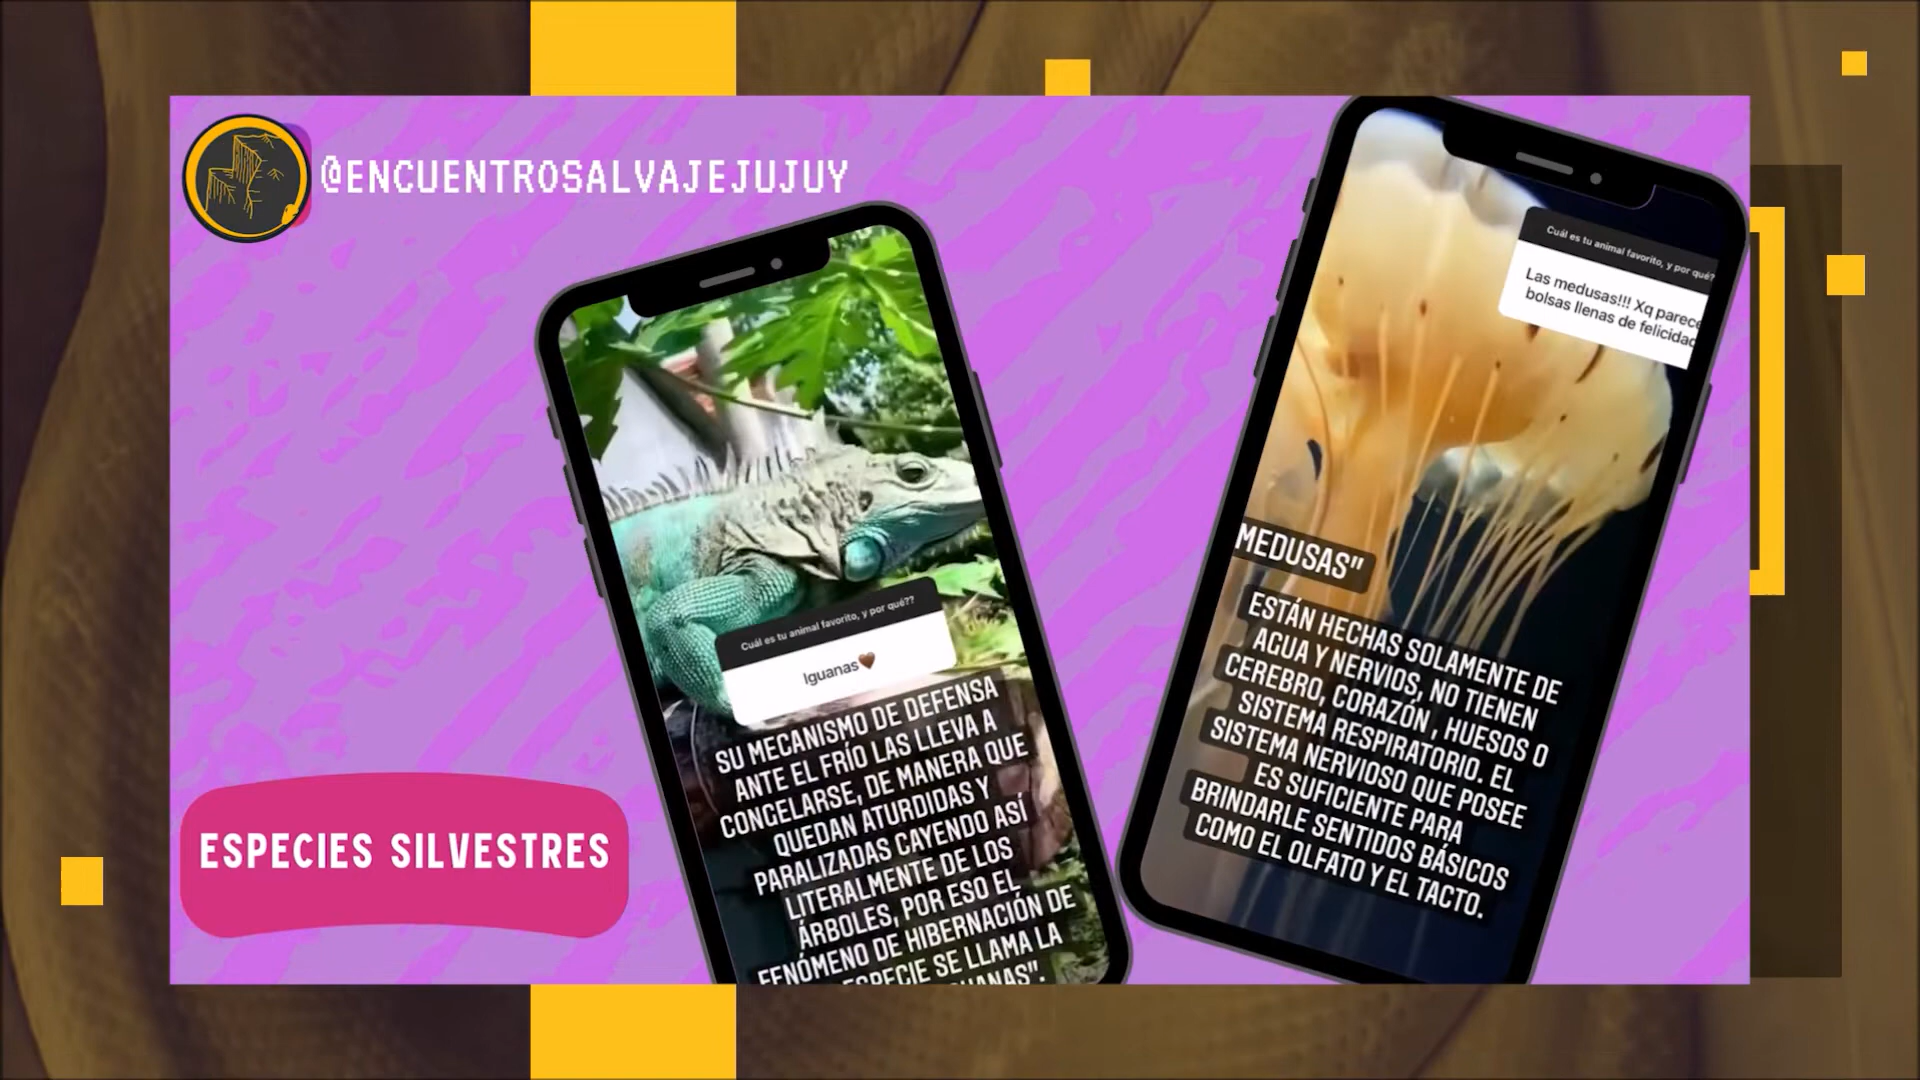 @ENCUENTROSALVAJEJUJUY
Cuál es tu animal favorito, y por qué??
Iguanas🤎
SU MECANISMO DE DEFENSA
ANTE EL FRÍO LAS LLEVA A
CONGELARSE, DE MANERA QUE
QUEDAN ATURDIDAS Y
PARALIZADAS CAYENDO ASÍ
LITERALMENTE DE LOS
ÁRBOLES, POR ESO EL
FENÓMENO DE HIBERNACIÓN DE
ESPECIE SE LLAMA LA
Cuál es tu animal favorito, y por qué?
Las medusas!!! Xq parece
bolsas llenas de felicidad
MEDUSAS"
ESTÁN HECHAS SOLAMENTE DE
AGUA Y NERVIOS, NO TIENEN
CEREBRO, CORAZÓN , HUESOS O
SISTEMA RESPIRATORIO. EL
SISTEMA NERVIOSO QUE POSEE
ES SUFICIENTE PARA
BRINDARLE SENTIDOS BÁSICOS
COMO EL OLFATO Y EL TACTO.
ESPECIES SILVESTRES